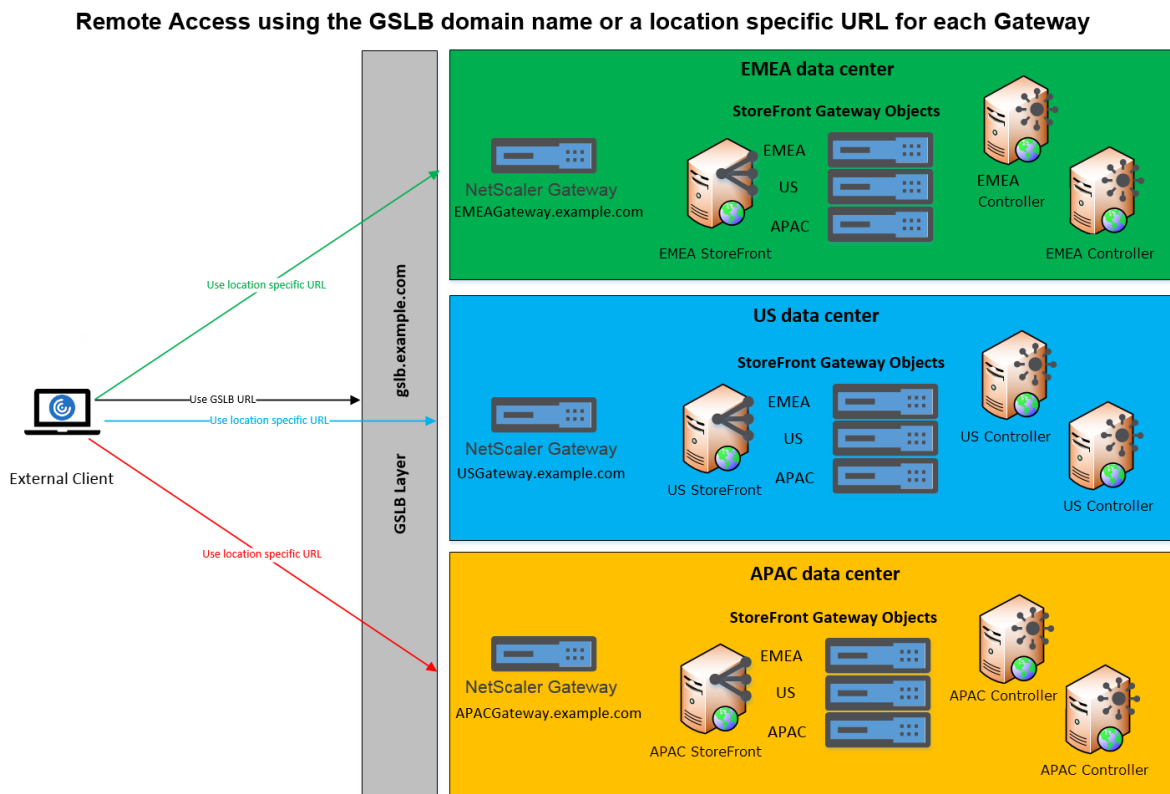 Remote Access using the GSLB domain name or a location specific URL for each Gateway
EMEA data center
StoreFront Gateway Objects
NetScaler Gateway
EMEAGateway.example.com
EMEA
US
APAC
EMEA StoreFront
EMEA
Controller
EMEA Controller
Use location specific URL
gslb.example.com
GSLB Layer
Use GSLB URL
Use location specific URL
External Client
Use location specific URL
US data center
StoreFront Gateway Objects
NetScaler Gateway
USGateway.example.com
EMEA
US
APAC
US StoreFront
US Controller
US Controller
APAC data center
StoreFront Gateway Objects
NetScaler Gateway
APACGateway.example.com
EMEA
US
APAC
APAC StoreFront
APAC Controller
APAC Controller